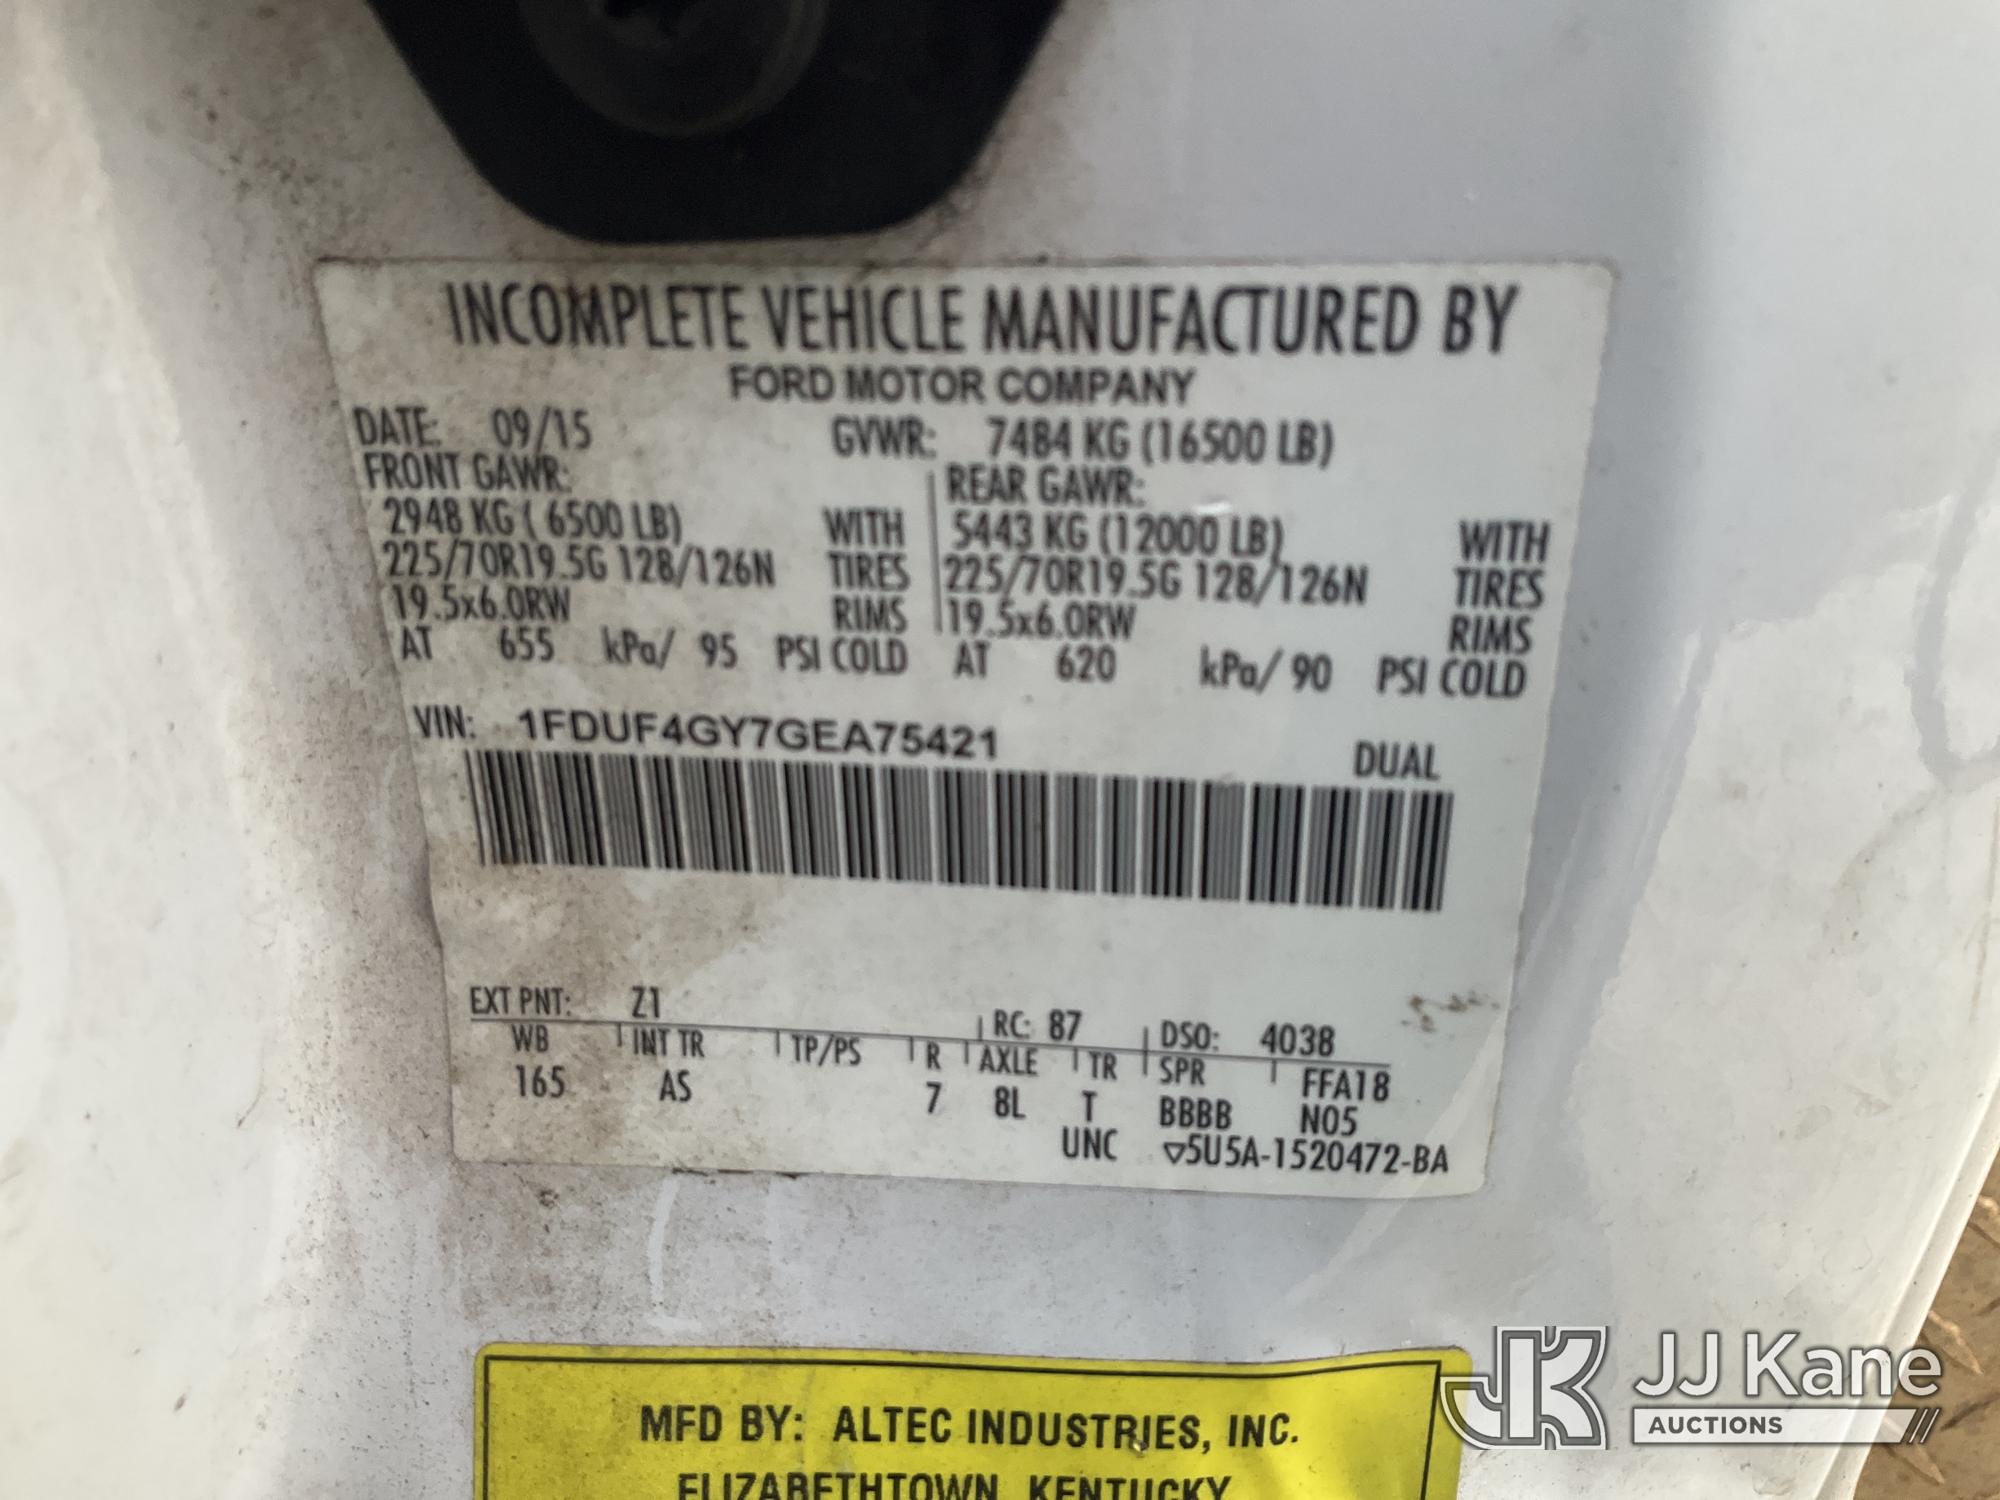 INCOMPLETE VEHICLE MANUFACTURED BY
FORD MOTOR COMPANY
DATE: 09/15 GVWR: 7484 KG (16500 LB)
FRONT GAWR: REAR GAWR:
2948 KG ( 6500 LB) WITH 5443 KG (12000 LB) WITH
225/70R19.5G 128/126N TIRES 225/70R19.5G 128/126N TIRES
19.5x6.0RW RIMS 19.5x6.0RW RIMS
AT 655 kPa/ 95 PSI COLD AT 620 kPa/ 90 PSI COLD
VIN: 1FDUF4GY7GEA75421
DUAL
EXT PNT: Z1 RC: 87 DSO: 4038
WB INT TR TP/PS R AXLE TR SPR FFA18
165 AS 7 8L T BBBB N05
UNC ▽5U5A-1520472-BA
MFD BY: ALTEC INDUSTRIES, INC.
ELIZABETHTOWN, KENTUCKY
JK JJ Kane
AUCTIONS